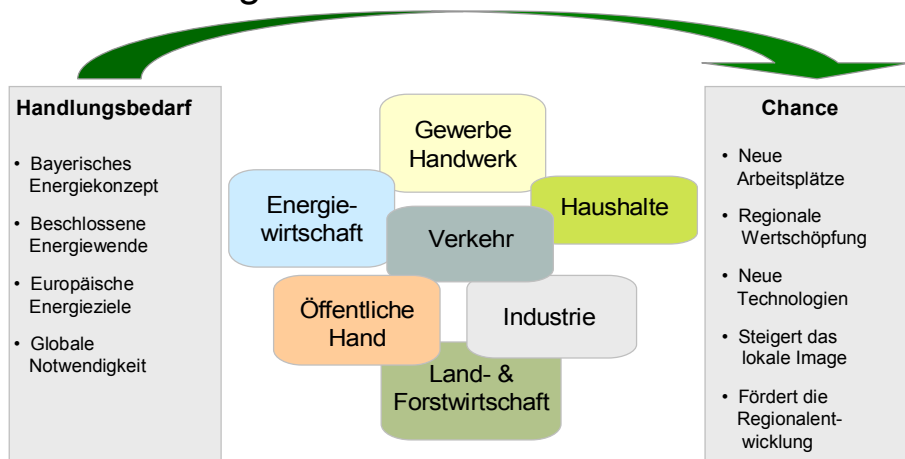 Handlungsbedarf
• Bayerisches
Energiekonzept
• Beschlossene
Energiewende
• Europäische
Energieziele
• Globale
Notwendigkeit
Gewerbe
Handwerk
Energie-
wirtschaft
Haushalte
Verkehr
Öffentliche
Hand
Industrie
Land- &
Forstwirtschaft
Chance
• Neue
Arbeitsplätze
• Regionale
Wertschöpfung
• Neue
Technologien
• Steigert das
lokale Image
• Fördert die
Regionalent-
wicklung